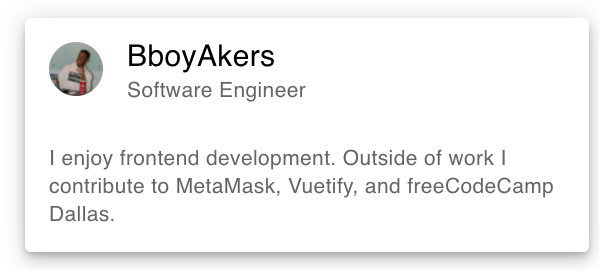 BboyAkers
Software Engineer
I enjoy frontend development. Outside of work I
contribute to MetaMask, Vuetify, and freeCodeCamp
Dallas.